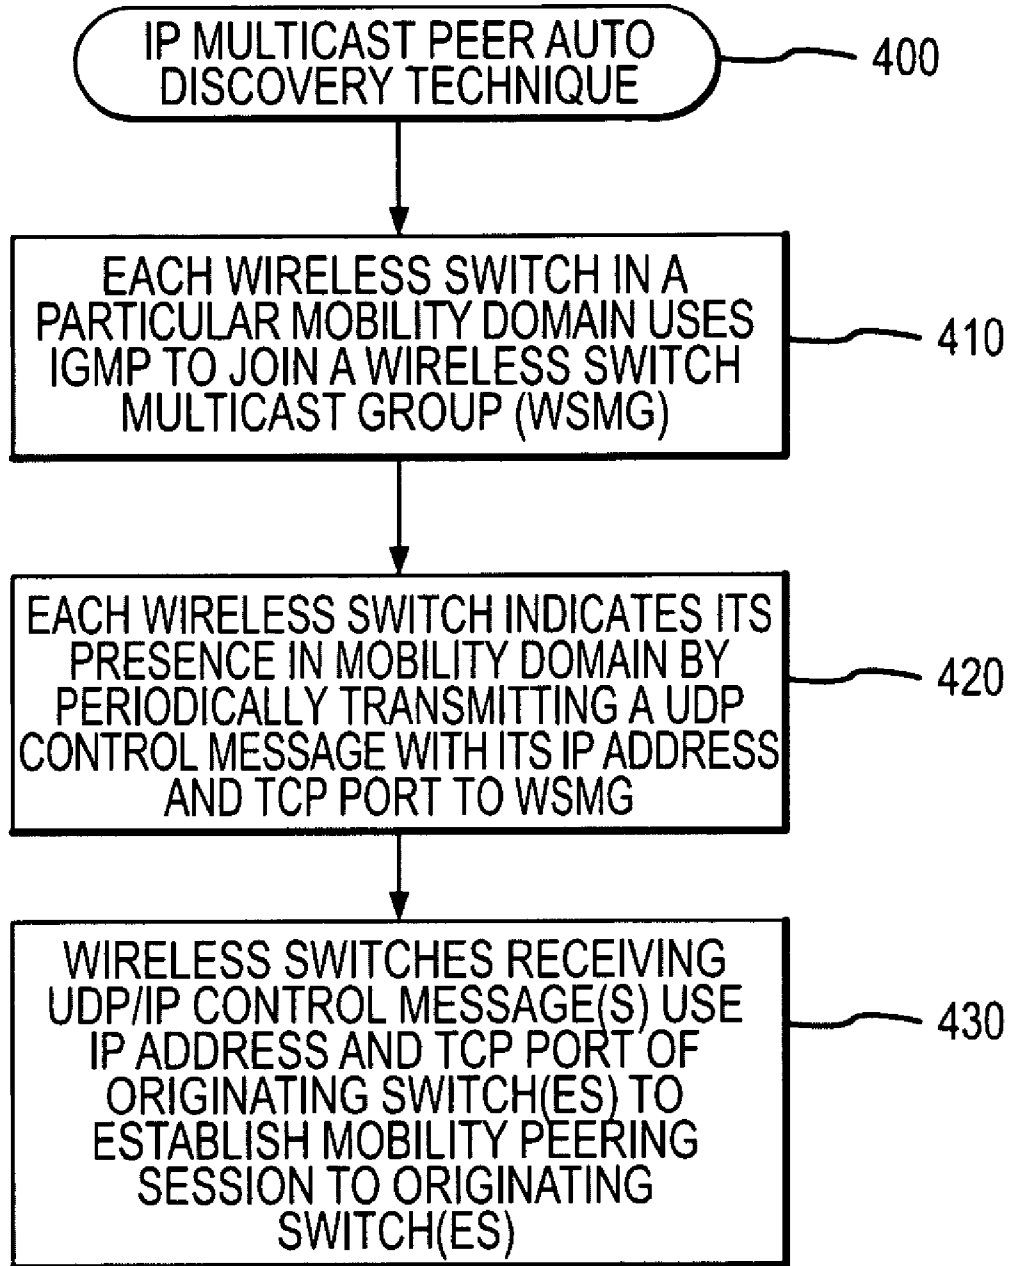 IP MULTICAST PEER AUTO
DISCOVERY TECHNIQUE
400
EACH WIRELESS SWITCH IN A
PARTICULAR MOBILITY DOMAIN USES
IGMP TO JOIN A WIRELESS SWITCH
MULTICAST GROUP (WSMG)
410
EACH WIRELESS SWITCH INDICATES ITS
PRESENCE IN MOBILITY DOMAIN BY
PERIODICALLY TRANSMITTING A UDP
CONTROL MESSAGE WITH ITS IP ADDRESS
AND TCP PORT TO WSMG
420
WIRELESS SWITCHES RECEIVING
UDP/IP CONTROL MESSAGE(S) USE
IP ADDRESS AND TCP PORT OF
ORIGINATING SWITCH(ES) TO
ESTABLISH MOBILITY PEERING
SESSION TO ORIGINATING
SWITCH(ES)
430